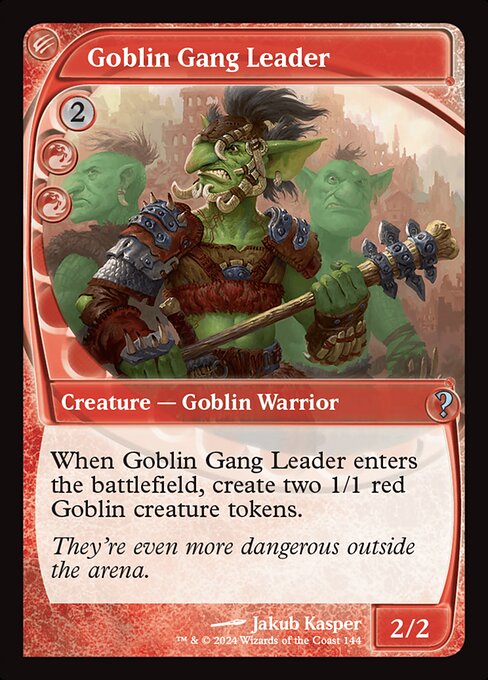 Goblin Gang Leader
2
Creature — Goblin Warrior
?
When Goblin Gang Leader enters
the battlefield, create two 1/1 red
Goblin creature tokens.
They're even more dangerous outside
the arena.
Jakub Kasper
™ & © 2024 Wizards of the Coast 144
2/2